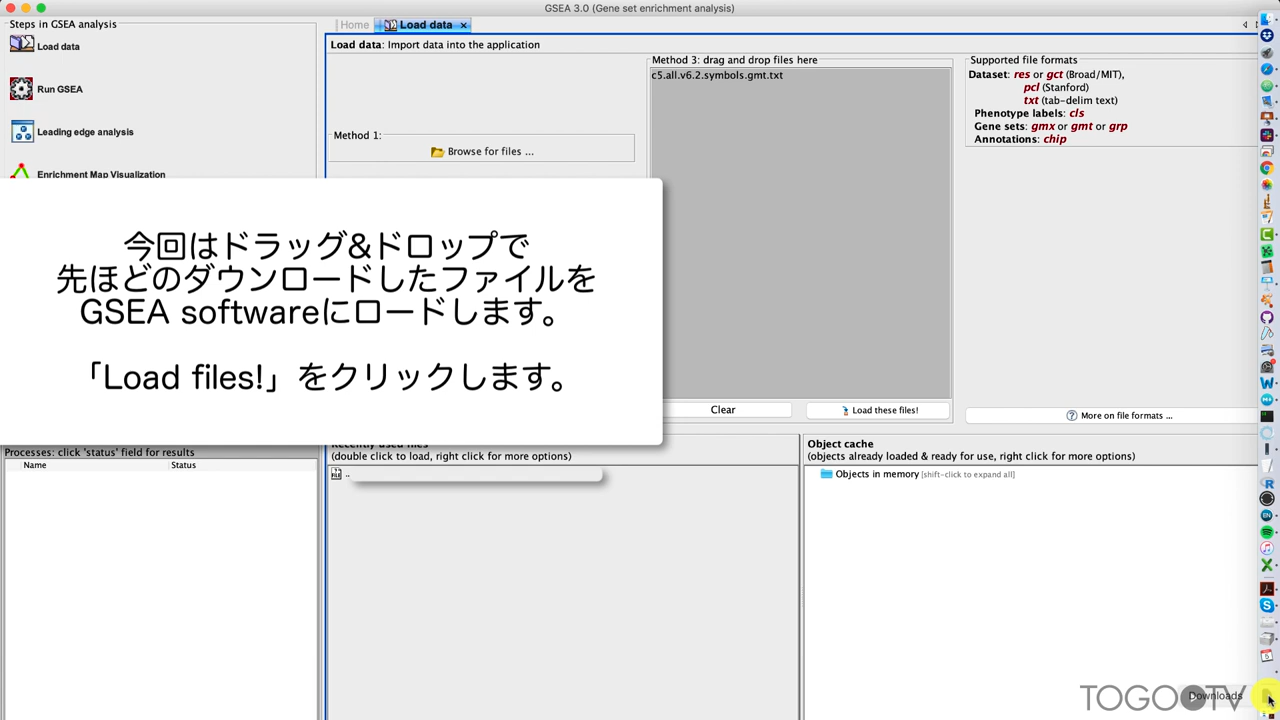 GSEA 3.0 (Gene set enrichment analysis)
Steps in GSEA analysis
Load data
Run GSEA
Leading edge analysis
Enrichment Map Visualization
Home
Load data
Load data: Import data into the application
Method 1:
Browse for files ...
Method 3: drag and drop files here
c5.all.v6.2.symbols.gmt.txt
Clear
Load these files!
Supported file formats
Dataset: res or gct (Broad/MIT),
pcl (Stanford)
txt (tab-delim text)
Phenotype labels: cls
Gene sets: gmx or gmt or grp
Annotations: chip
More on file formats ...
今回はドラッグ&ドロップで
先ほどのダウンロードしたファイルを
GSEA softwareにロードします。
「Load files!」をクリックします。
Processes: click 'status' field for results
Name
Status
Recently used files
(double click to load, right click for more options)
..
Object cache
(objects already loaded & ready for use, right click for more options)
Objects in memory [shift-click to expand all]
Downloads
TOGO TV